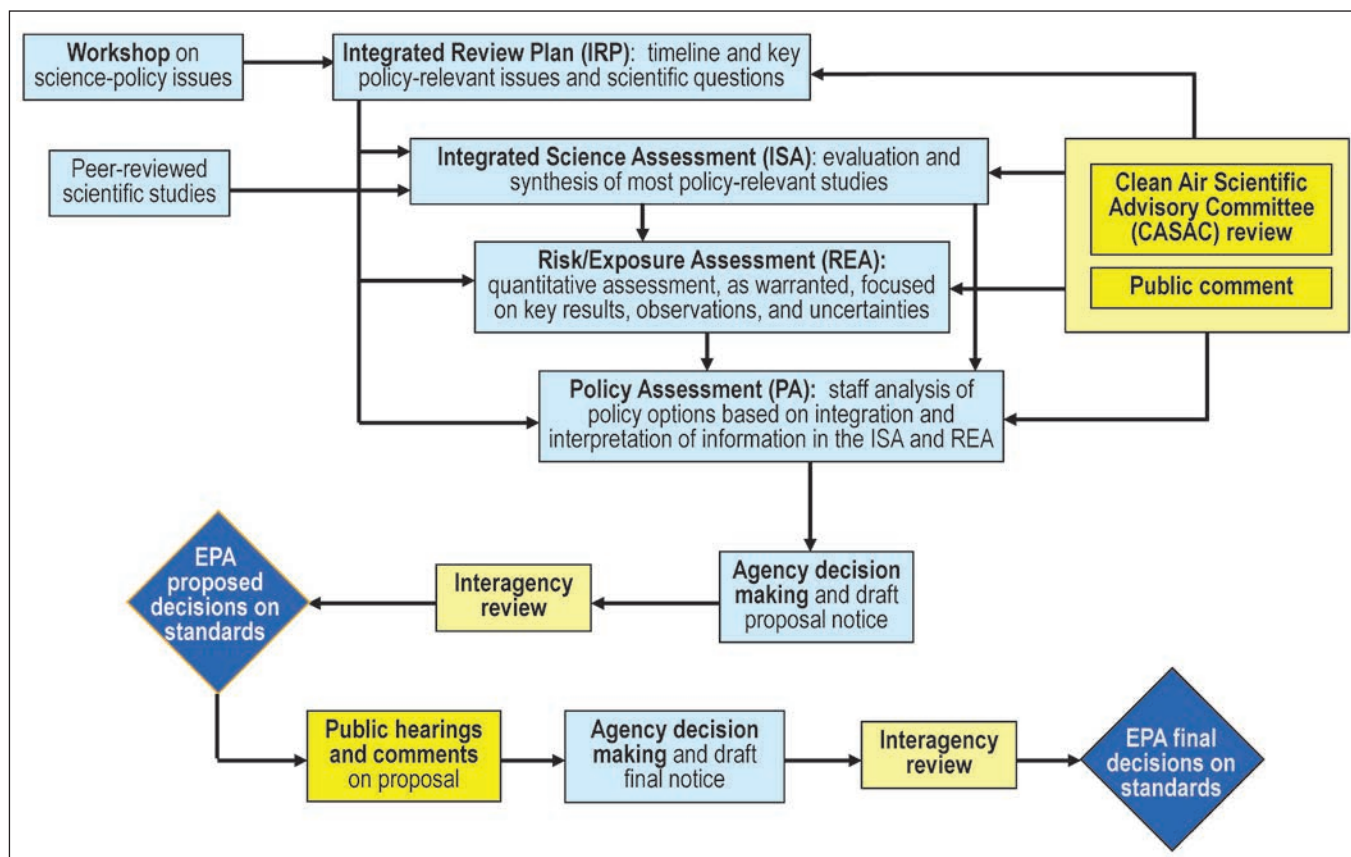 Workshop on
science-policy issues
Integrated Review Plan (IRP): timeline and key
policy-relevant issues and scientific questions
Peer-reviewed
scientific studies
Integrated Science Assessment (ISA): evaluation and
synthesis of most policy-relevant studies
Clean Air Scientific
Advisory Committee
(CASAC) review
Public comment
Risk/Exposure Assessment (REA):
quantitative assessment, as warranted, focused
on key results, observations, and uncertainties
Policy Assessment (PA): staff analysis of
policy options based on integration and
interpretation of information in the ISA and REA
Agency decision
making and draft
proposal notice
Interagency
review
EPA
proposed
decisions on
standards
Public hearings
and comments
on proposal
Agency decision
making and draft
final notice
Interagency
review
EPA final
decisions on
standards